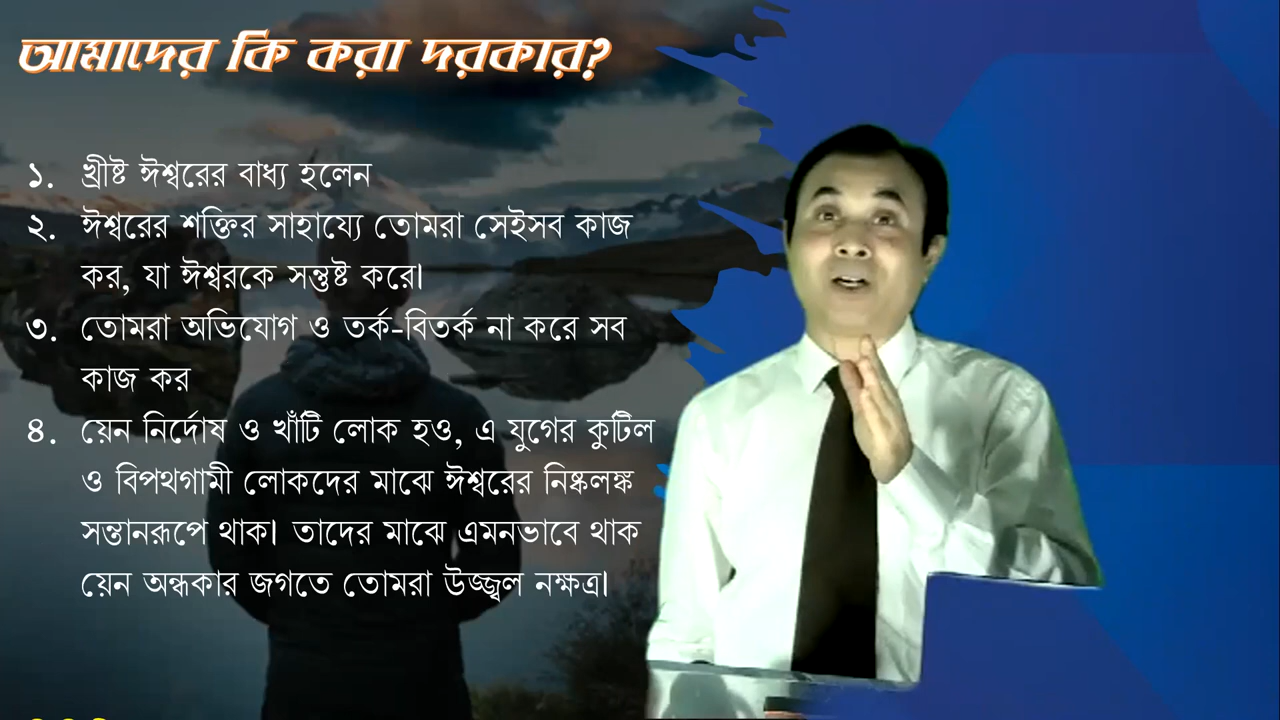 আমাদের কি করা দরকার?
১. খ্রীষ্ট ঈশ্বরের বাধ্য হলেন
২. ঈশ্বরের শক্তির সাহায্যে তোমরা সেইসব কাজ
কর, যা ঈশ্বরকে সন্তুষ্ট করে।
৩. তোমরা অভিযোগ ও তর্ক-বিতর্ক না করে সব
কাজ কর
৪. য়েন নির্দোষ ও খাঁটি লোক হও, এ যুগের কুটিল
ও বিপথগামী লোকদের মাঝে ঈশ্বরের নিষ্কলঙ্ক
সন্তানরূপে থাক। তাদের মাঝে এমনভাবে থাক
য়েন অন্ধকার জগতে তোমরা উজ্জ্বল নক্ষত্র।